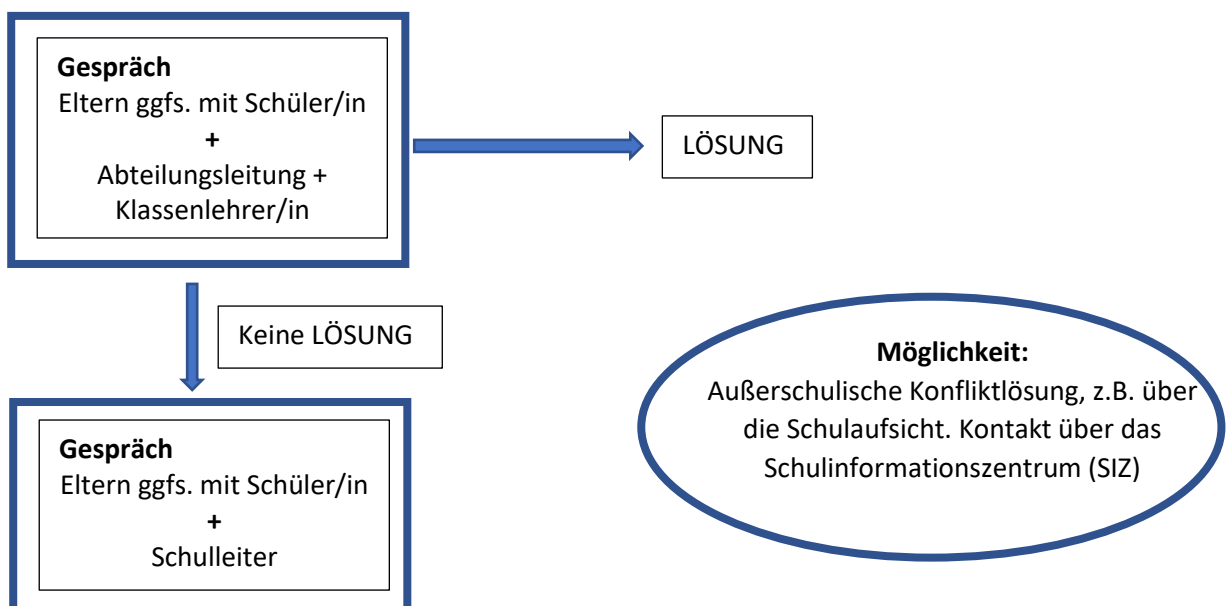 Gespräch
Eltern ggfs. mit Schüler/in
+
Abteilungsleitung +
Klassenlehrer/in
LÖSUNG
Keine LÖSUNG
Möglichkeit:
Außerschulische Konfliktlösung, z.B. über
die Schulaufsicht. Kontakt über das
Schulinformationszentrum (SIZ)
Gespräch
Eltern ggfs. mit Schüler/in
+
Schulleiter